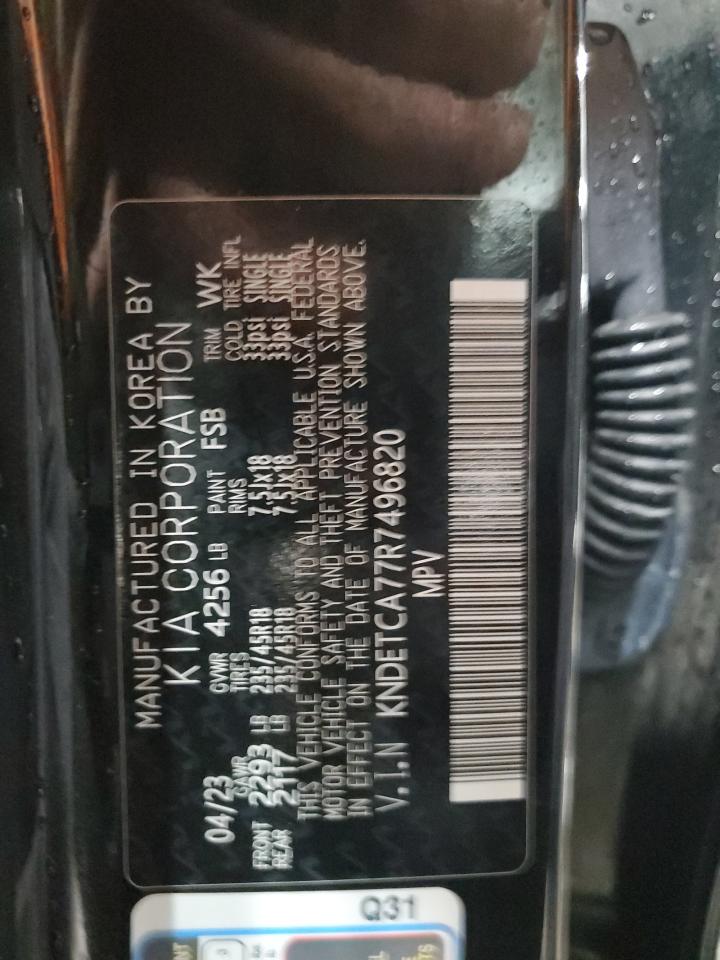 MANUFACTURED IN KOREA BY
KIA CORPORATION
04/23 GVWR 4256 LB PAINT FSB TRIM WK
GAWR TIRES RIMS COLD TIRE INFL
FRONT 2293 LB 235/45R18 7.5Jx18 33psi SINGLE
REAR 2117 LB 235/45R18 7.5Jx18 33psi SINGLE
THIS VEHICLE CONFORMS TO ALL APPLICABLE U.S.A. FEDERAL
MOTOR VEHICLE SAFETY AND THEFT PREVENTION STANDARDS
IN EFFECT ON THE DATE OF MANUFACTURE SHOWN ABOVE.
V.I.N KNDETCA77R7496820
MPV
Q31